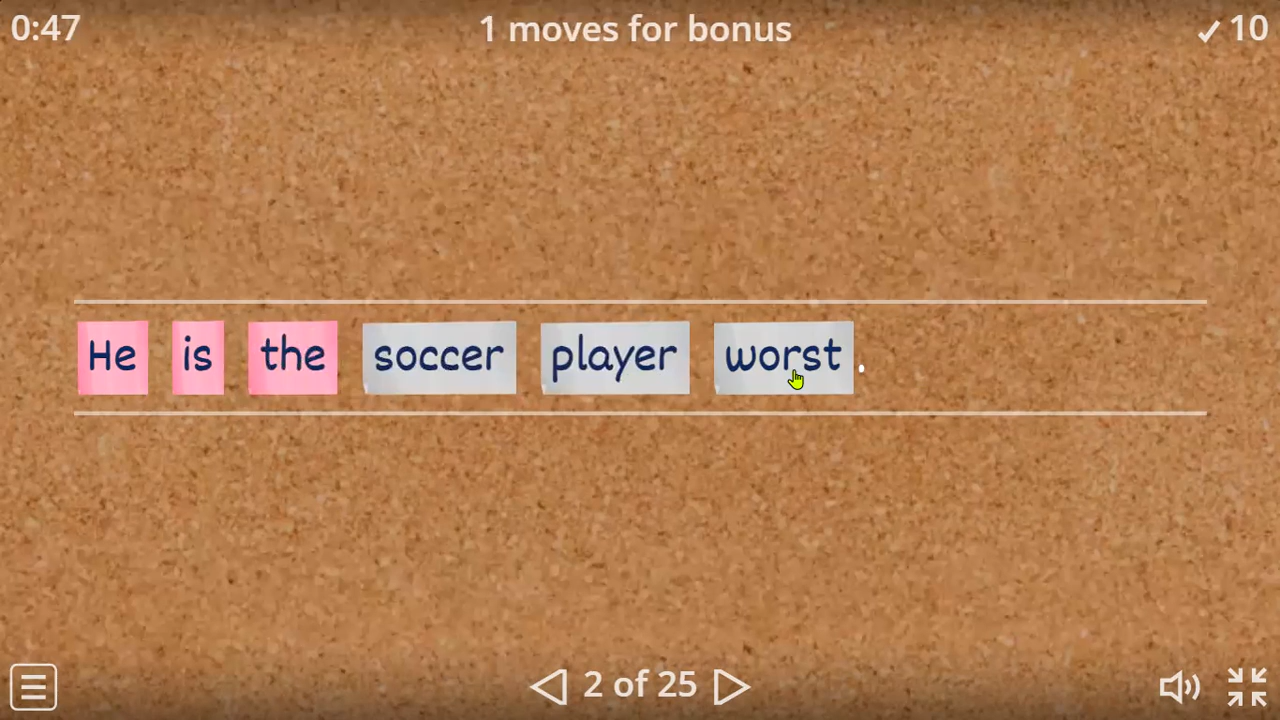 0:47 1 moves for bonus ✓ 10
He is the soccer player worst.
2 of 25